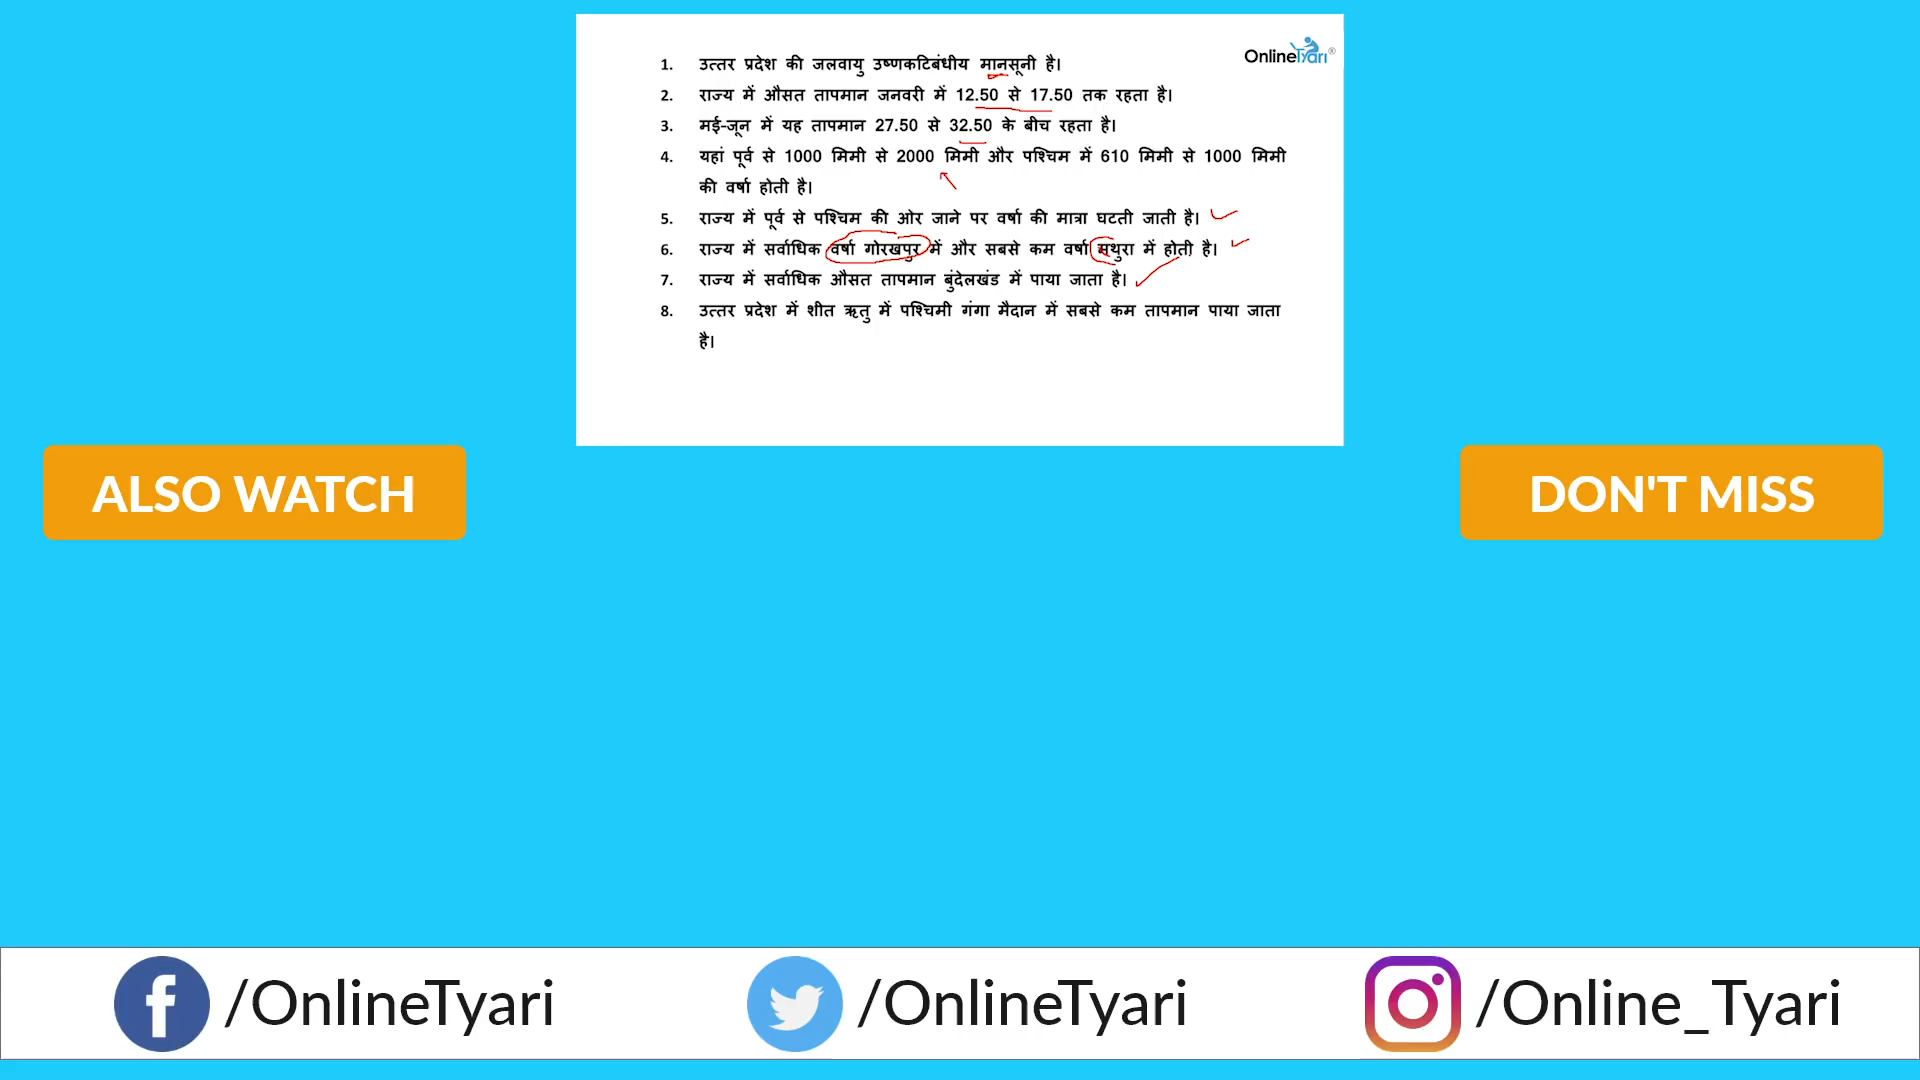 OnlineTyari
1. उत्तर प्रदेश की जलवायु उष्णकटिबंधीय मानसूनी है।
2. राज्य में औसत तापमान जनवरी में 12.50 से 17.50 तक रहता है।
3. मई-जून में यह तापमान 27.50 से 32.50 के बीच रहता है।
4. यहां पूर्व से 1000 मिमी से 2000 मिमी और पश्चिम में 610 मिमी से 1000 मिमी
की वर्षा होती है।
5. राज्य में पूर्व से पश्चिम की ओर जाने पर वर्षा की मात्रा घटती जाती है।
6. राज्य में सर्वाधिक वर्षा गोरखपुर में और सबसे कम वर्षा मथुरा में होती है।
7. राज्य में सर्वाधिक औसत तापमान बुंदेलखंड में पाया जाता है।
8. उत्तर प्रदेश में शीत ऋतु में पश्चिमी गंगा मैदान में सबसे कम तापमान पाया जाता
है।
ALSO WATCH
DON'T MISS
/OnlineTyari
/OnlineTyari
/Online_Tyari